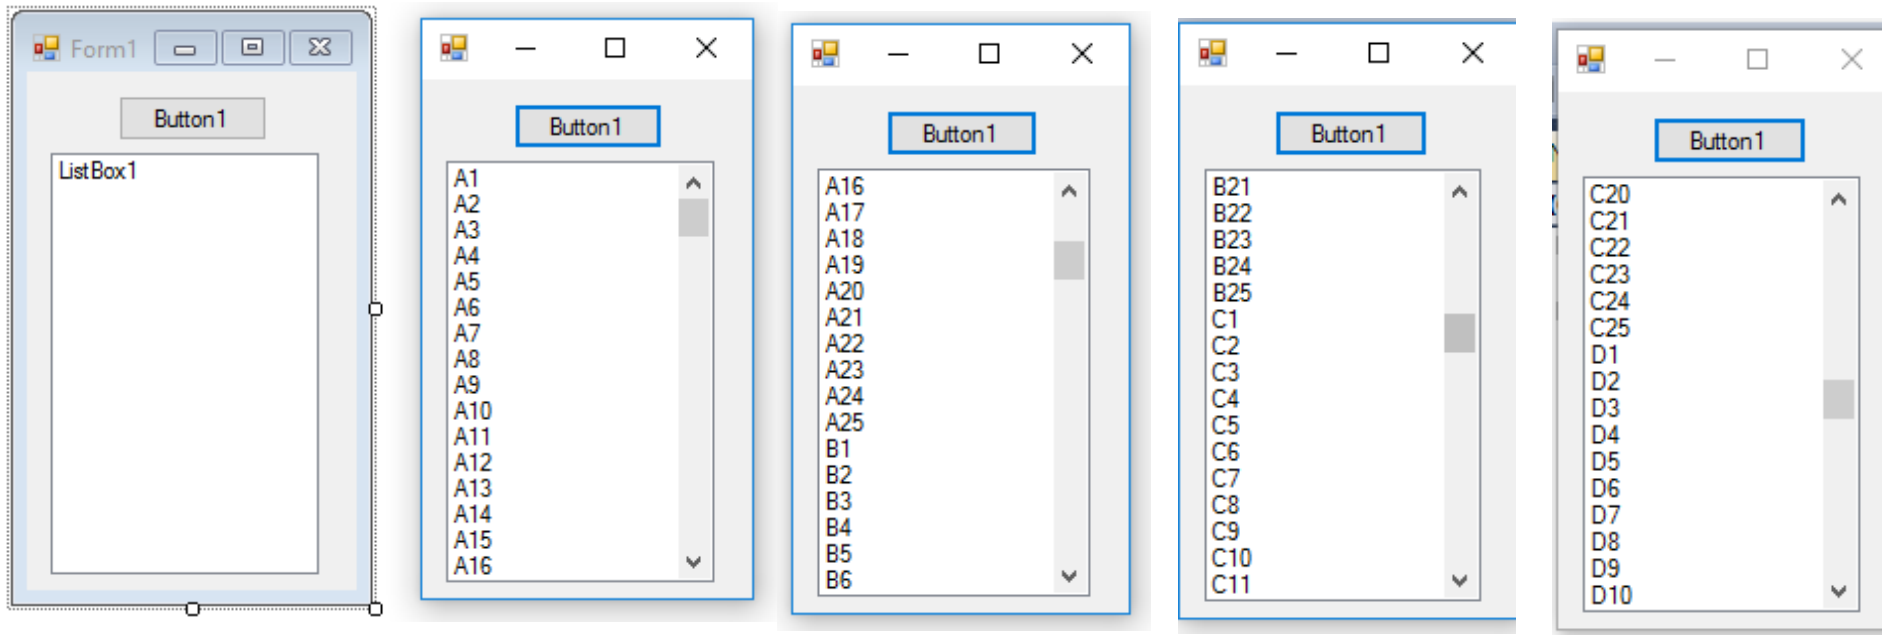 Form1
Button1
ListBox1
Button1
A1
A2
A3
A4
A5
A6
A7
A8
A9
A10
A11
A12
A13
A14
A15
A16
Button1
A16
A17
A18
A19
A20
A21
A22
A23
A24
A25
B1
B2
B3
B4
B5
B6
Button1
B21
B22
B23
B24
B25
C1
C2
C3
C4
C5
C6
C7
C8
C9
C10
C11
Button1
C20
C21
C22
C23
C24
C25
D1
D2
D3
D4
D5
D6
D7
D8
D9
D10